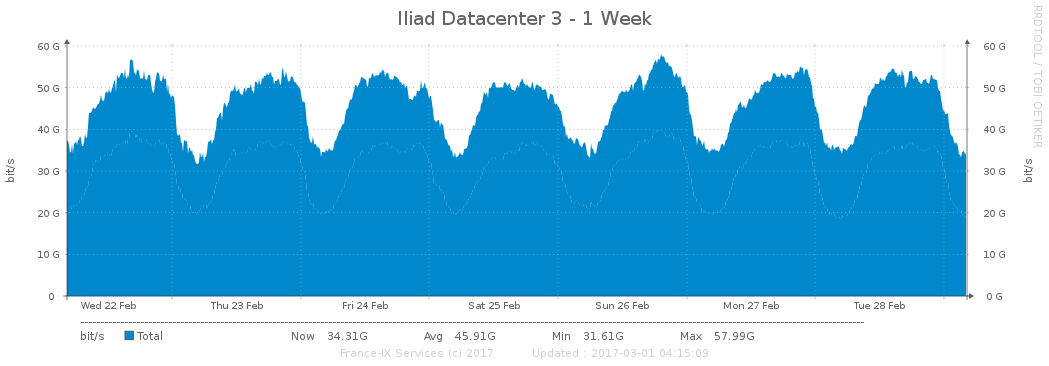 Iliad Datacenter 3 - 1 Week
RRDTOOL / TOBI OETIKER
60 G 60 G
50 G 50 G
40 G 40 G
30 G 30 G
20 G 20 G
10 G 10 G
0 0 G
bit/s bit/s
Wed 22 Feb Thu 23 Feb Fri 24 Feb Sat 25 Feb Sun 26 Feb Mon 27 Feb Tue 28 Feb
bit/s Total Now 34.31G Avg 45.91G Min 31.61G Max 57.99G
France-IX Services (c) 2017 Updated : 2017-03-01 04:15:09